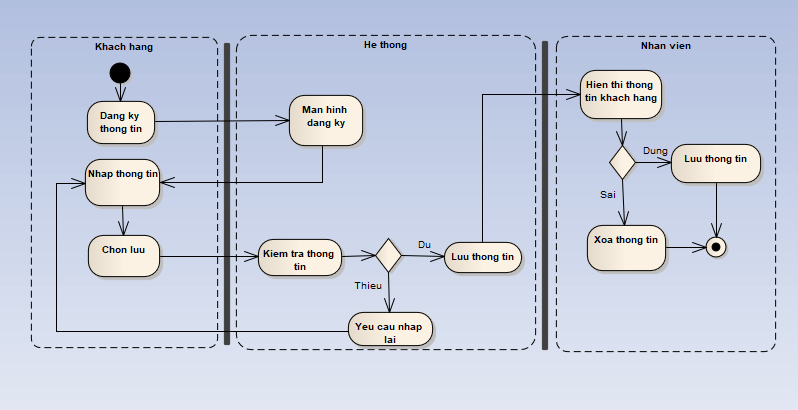 Khach hang
He thong
Nhan vien
Dang ky
thong tin
Man hinh
dang ky
Hien thi thong
tin khach hang
Nhap thong tin
Dung
Luu thong tin
Sai
Chon luu
Kiem tra thong
tin
Du
Luu thong tin
Xoa thong tin
Thieu
Yeu cau nhap
lai